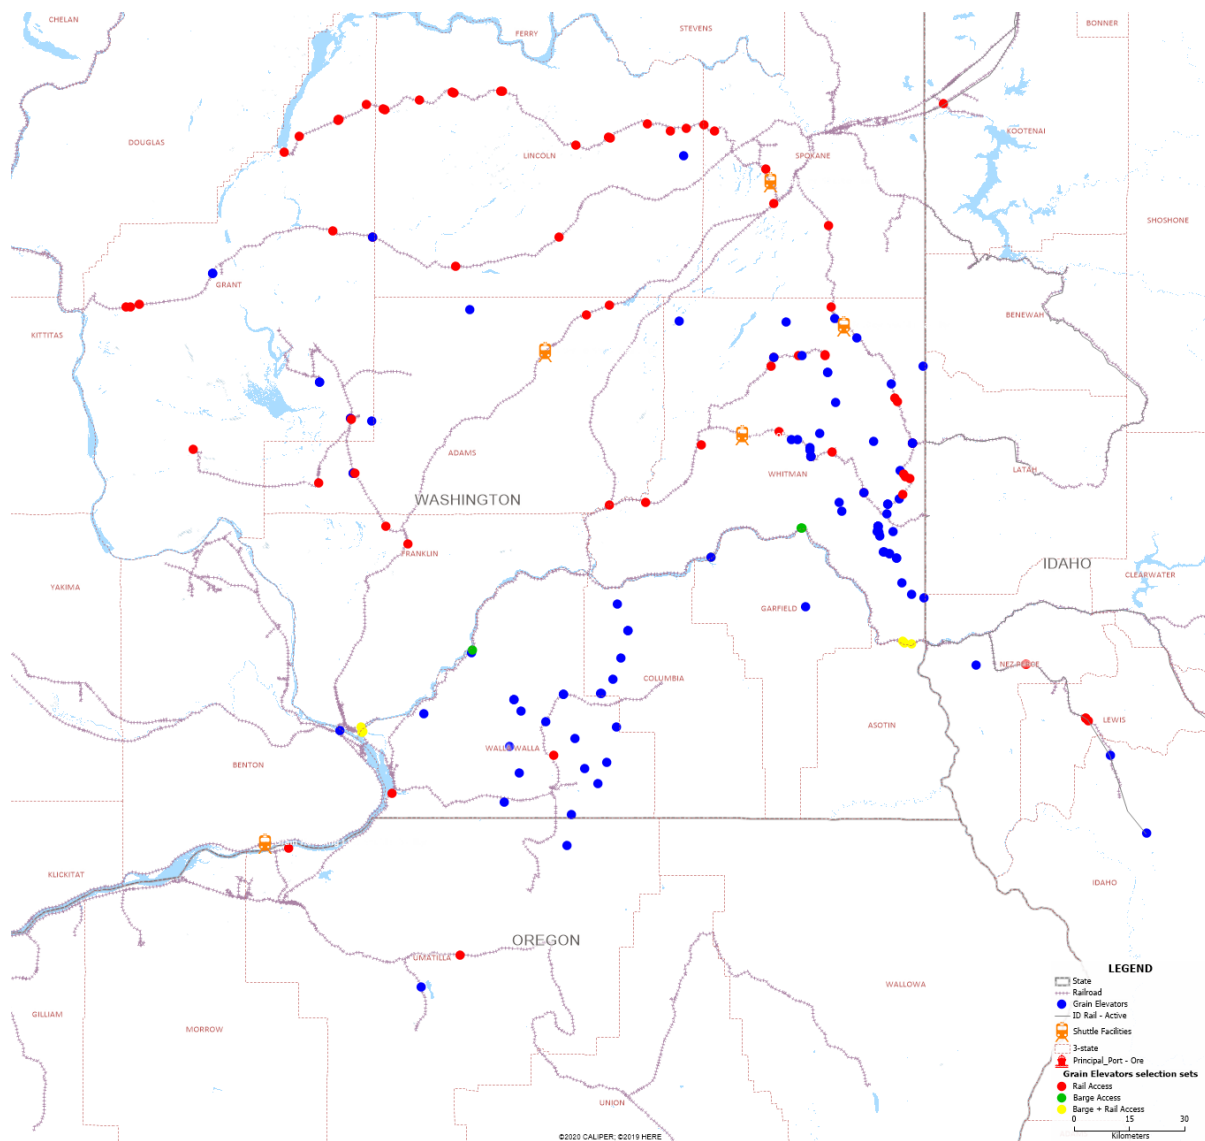 CHELAN
FERRY
STEVENS
BONNER
DOUGLAS
LINCOLN
SPOKANE
KOOTENAI
SHOSHONE
GRANT
KITTITAS
BENEWAH
ADAMS
WHITMAN
LATAH
WASHINGTON
FRANKLIN
IDAHO
CLEARWATER
YAKIMA
GARFIELD
COLUMBIA
NEZ PERCE
ASOTIN
LEWIS
WALLA WALLA
BENTON
KLICKITAT
IDAHO
OREGON
UMATILLA
WALLOWA
GILLIAM
MORROW
UNION
LEGEND
State
Railroad
Grain Elevators
ID Rail - Active
Shuttle Facilities
3-state
Principal_Port - Ore
Grain Elevators selection sets
Rail Access
Barge Access
Barge + Rail Access
0 15 30
Kilometers
©2020 CALIPER; ©2019 HERE